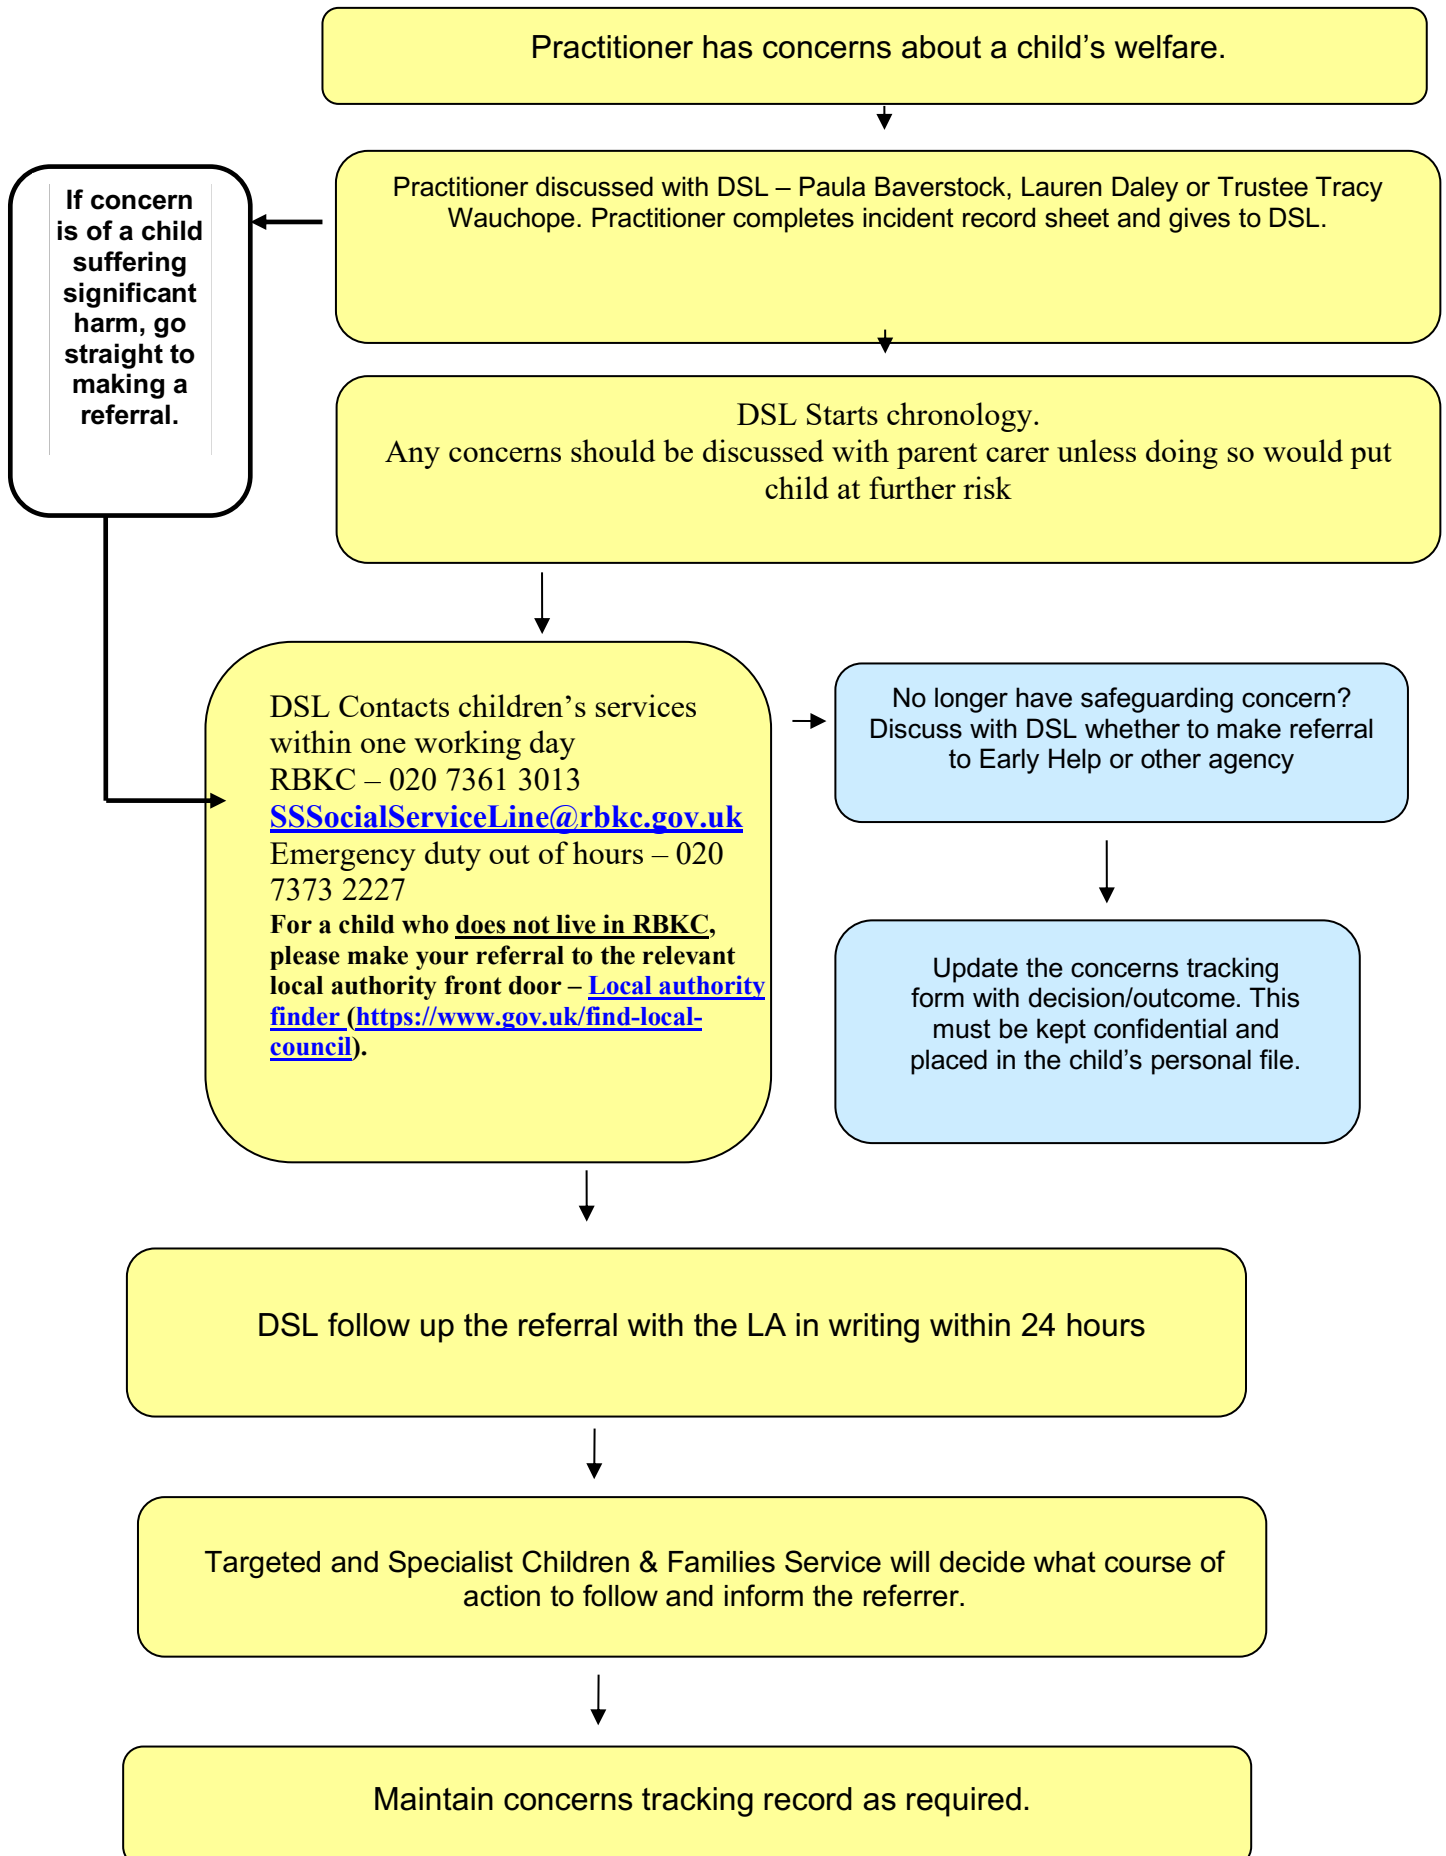 Practitioner has concerns about a child’s welfare.
Practitioner discussed with DSL – Paula Baverstock, Lauren Daley or Trustee Tracy
Wauchope. Practitioner completes incident record sheet and gives to DSL.
If concern
is of a child
suffering
significant
harm, go
straight to
making a
referral.
DSL Starts chronology.
Any concerns should be discussed with parent carer unless doing so would put
child at further risk
DSL Contacts children’s services
within one working day
RBKC – 020 7361 3013
SSSocialServiceLine@rbkc.gov.uk
Emergency duty out of hours – 020
7373 2227
For a child who does not live in RBKC,
please make your referral to the relevant
local authority front door – Local authority
finder (https://www.gov.uk/find-local-
council).
No longer have safeguarding concern?
Discuss with DSL whether to make referral
to Early Help or other agency
Update the concerns tracking
form with decision/outcome. This
must be kept confidential and
placed in the child’s personal file.
DSL follow up the referral with the LA in writing within 24 hours
Targeted and Specialist Children & Families Service will decide what course of
action to follow and inform the referrer.
Maintain concerns tracking record as required.